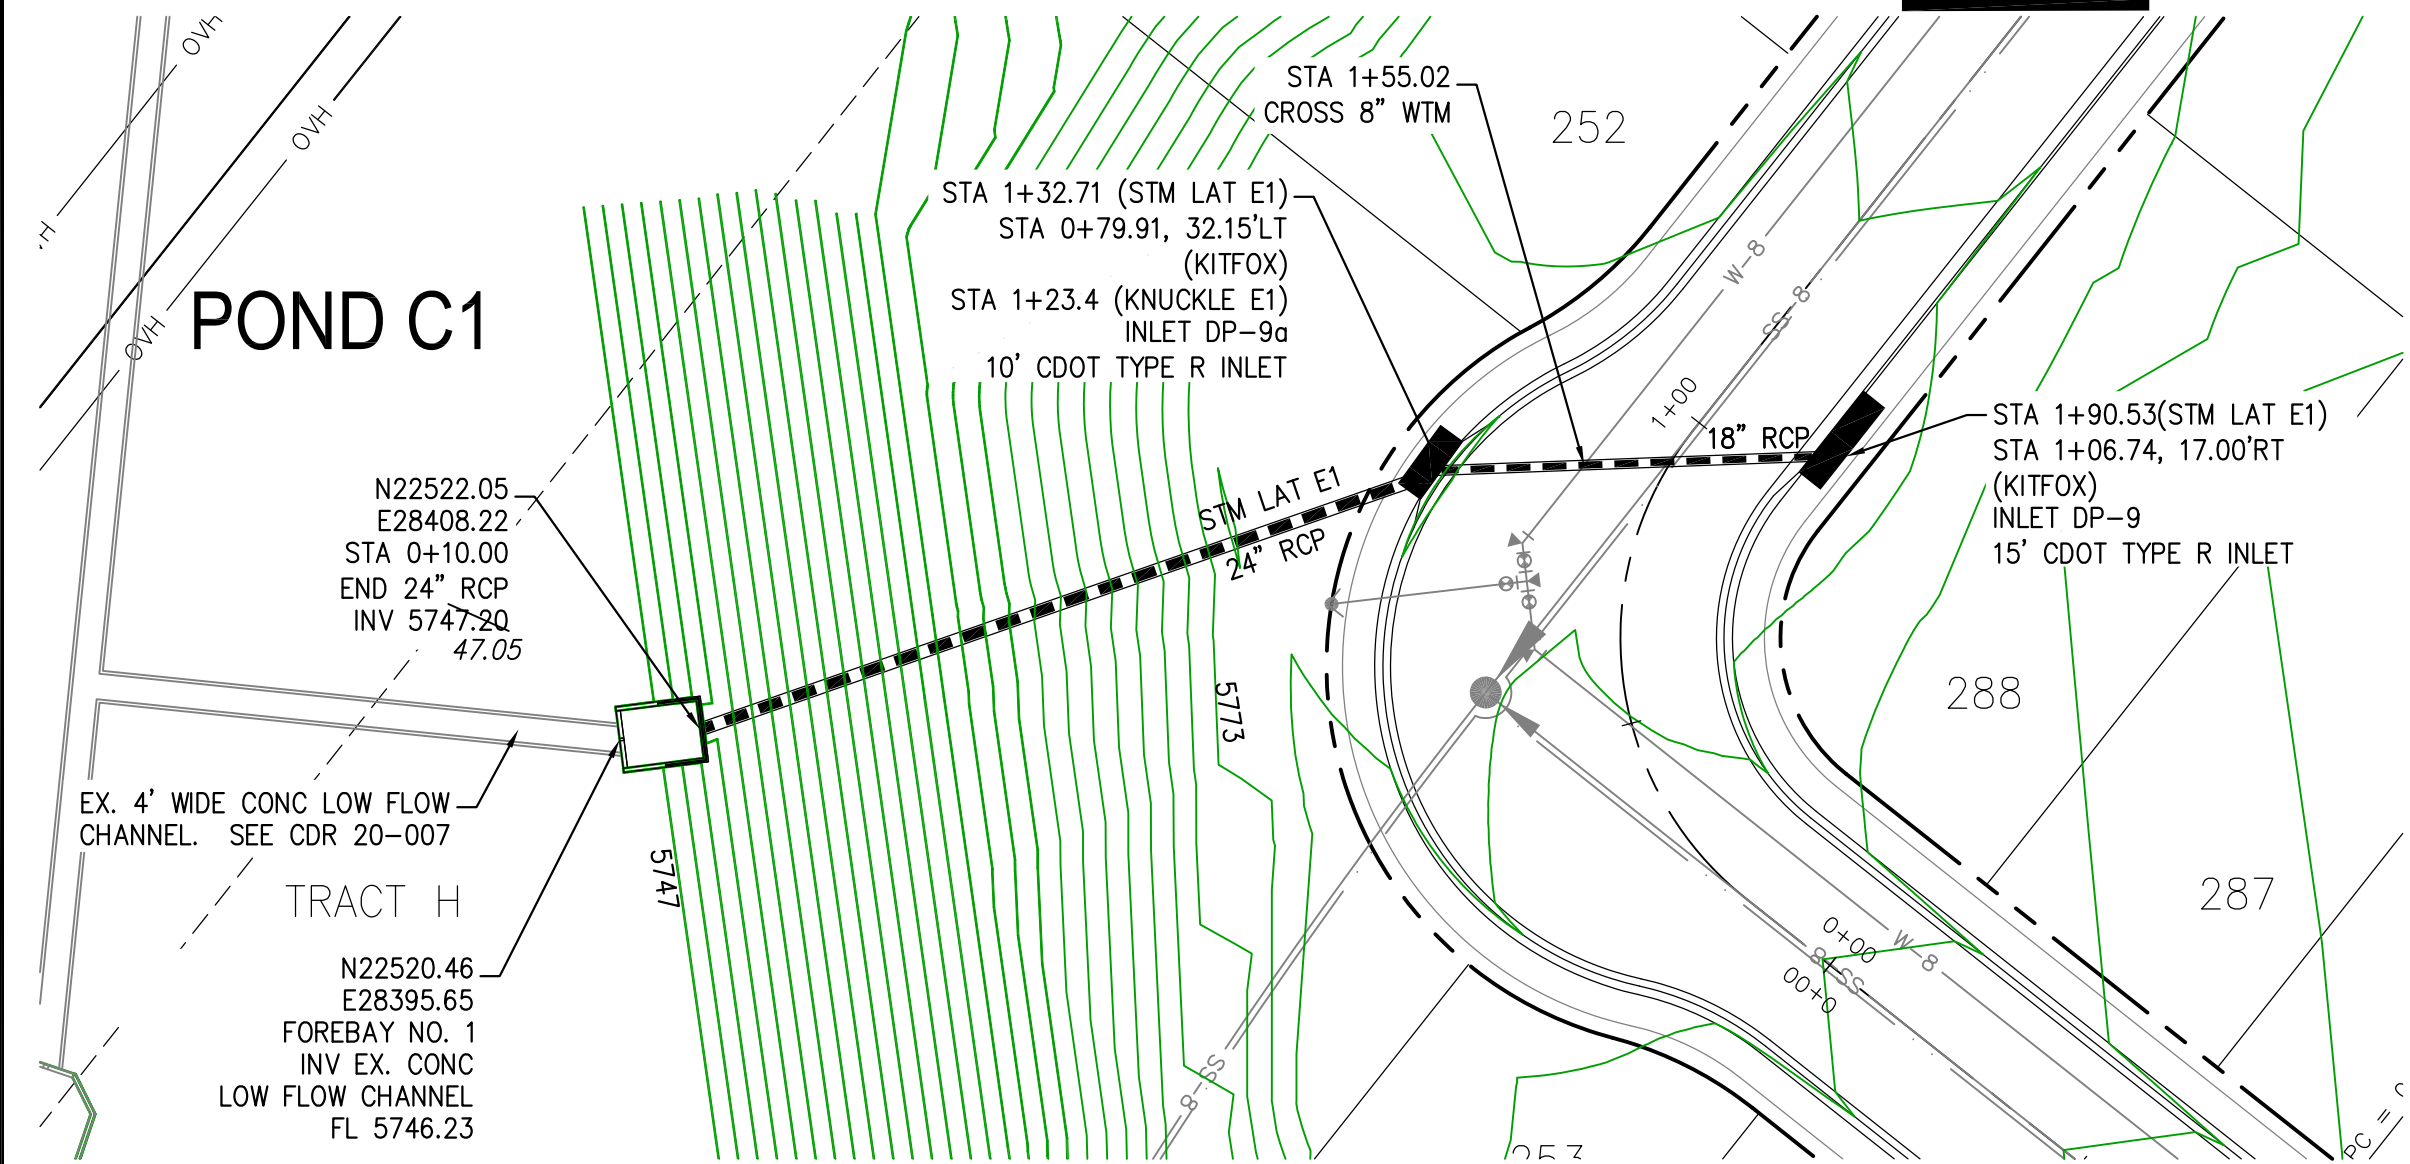 OVH
OVH
OVH
POND C1
STA 1+55.02
CROSS 8" WTM
252
STA 1+32.71 (STM LAT E1)
STA 0+79.91, 32.15'LT
(KITFOX)
STA 1+23.4 (KNUCKLE E1)
INLET DP-9a
10' CDOT TYPE R INLET
W-8
SS-8
1+00
18" RCP
STA 1+90.53(STM LAT E1)
STA 1+06.74, 17.00'RT
(KITFOX)
INLET DP-9
15' CDOT TYPE R INLET
N22522.05
E28408.22
STA 0+10.00
END 24" RCP
INV 5747.20
47.05
STM LAT E1
24" RCP
5773
288
EX. 4' WIDE CONC LOW FLOW
CHANNEL. SEE CDR 20-007
5747
TRACT H
287
0+00
0+00
W-8
8-SS
N22520.46
E28395.65
FOREBAY NO. 1
INV EX. CONC
LOW FLOW CHANNEL
FL 5746.23
8-SS
253
PC =